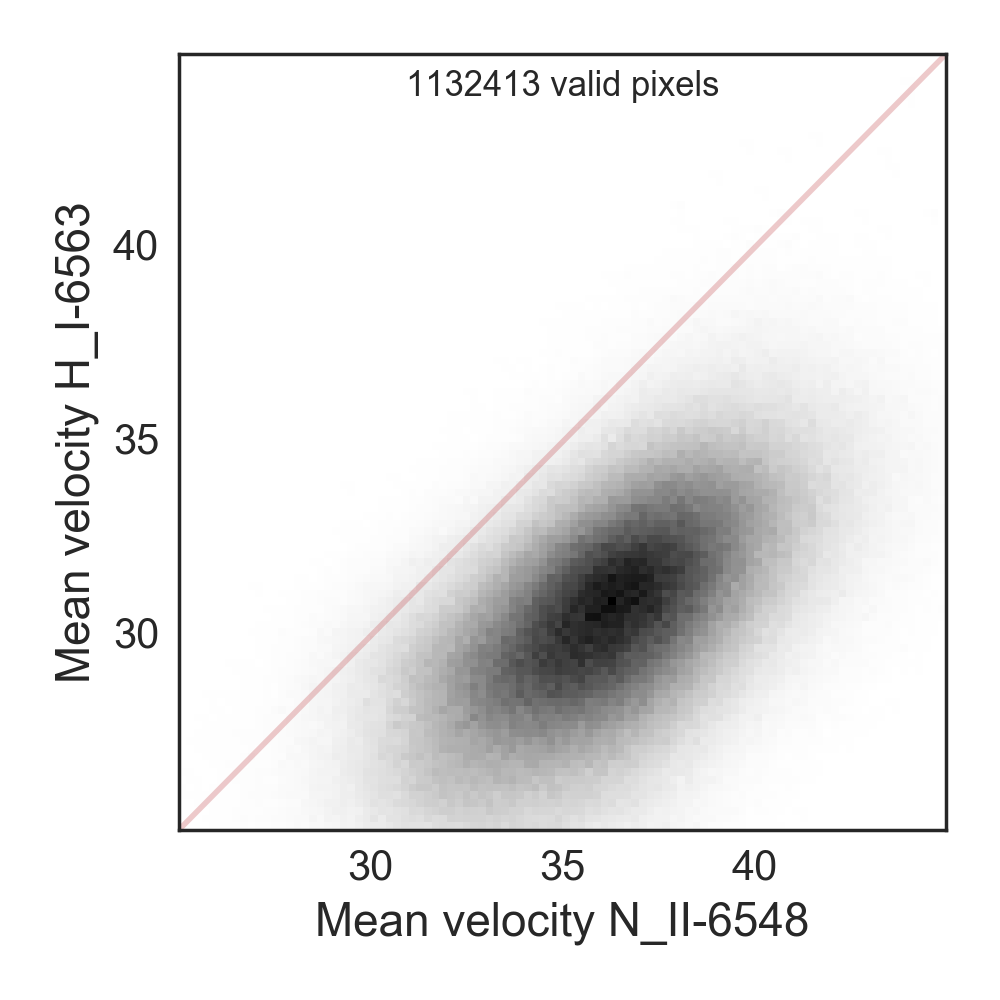 1132413 valid pixels
Mean velocity H_I-6563
40
35
30
30 35 40
Mean velocity N_II-6548